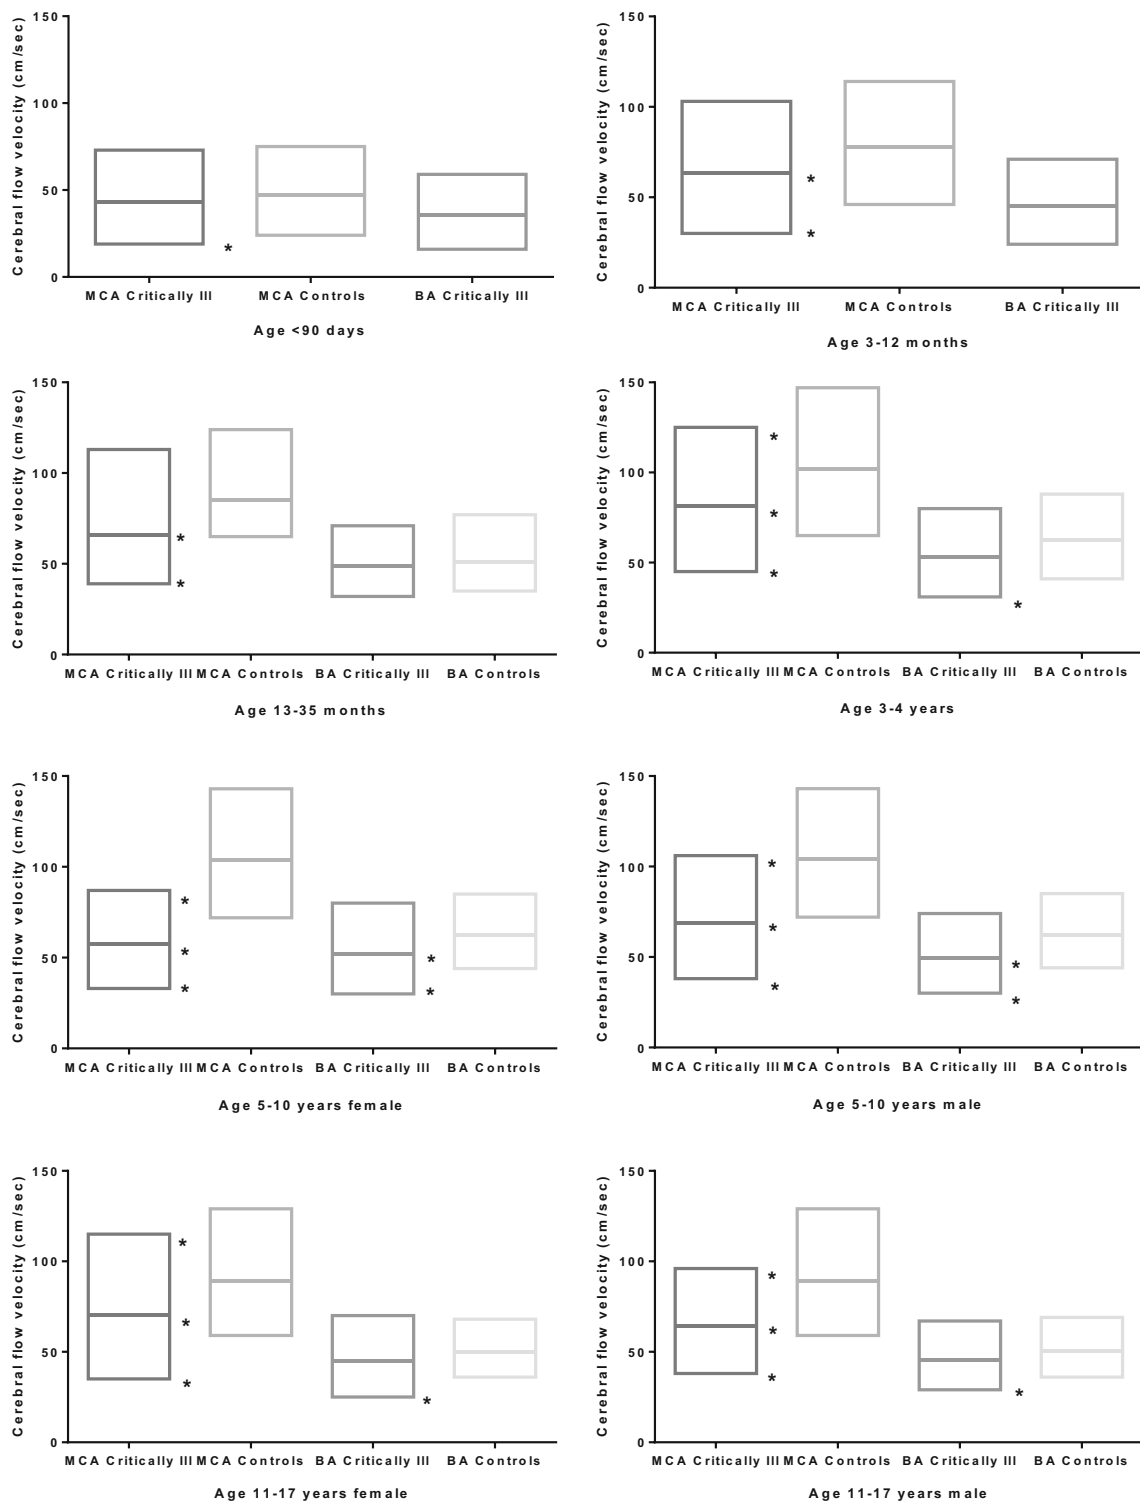 Cerebral flow velocity (cm/sec)
150
100
50
0
*
MCA Critically Ill MCA Controls BA Critically Ill
Age <90 days
Cerebral flow velocity (cm/sec)
150
100
50
0
*
*
MCA Critically Ill MCA Controls BA Critically Ill
Age 3-12 months
Cerebral flow velocity (cm/sec)
150
100
50
0
*
*
MCA Critically Ill MCA Controls BA Critically Ill BA Controls
Age 13-35 months
Cerebral flow velocity (cm/sec)
150
100
50
0
*
*
*
*
MCA Critically Ill MCA Controls BA Critically Ill BA Controls
Age 3-4 years
Cerebral flow velocity (cm/sec)
150
100
50
0
*
*
*
*
*
MCA Critically Ill MCA Controls BA Critically Ill BA Controls
Age 5-10 years female
Cerebral flow velocity (cm/sec)
150
100
50
0
*
*
*
*
*
MCA Critically Ill MCA Controls BA Critically Ill BA Controls
Age 5-10 years male
Cerebral flow velocity (cm/sec)
150
100
50
0
*
*
*
*
MCA Critically Ill MCA Controls BA Critically Ill BA Controls
Age 11-17 years female
Cerebral flow velocity (cm/sec)
150
100
50
0
*
*
*
*
MCA Critically Ill MCA Controls BA Critically Ill BA Controls
Age 11-17 years male